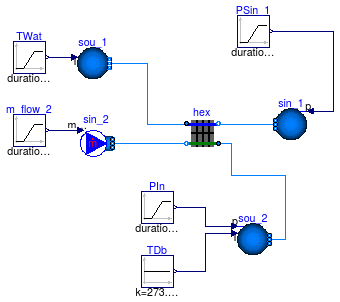 PSin_1
TWat
sou_1
T
duratio...
duratio...
p
m_flow_2
sin_2
hex
sin_1
m
m
duratio...
PIn
sou_2
p
duratio...
T
TDb
k=273....